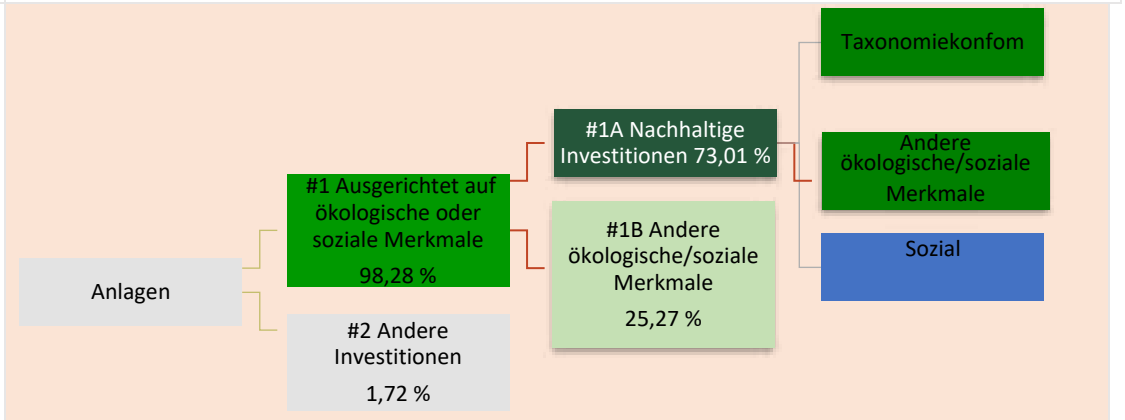 Anlagen
#1 Ausgerichtet auf
ökologische oder
soziale Merkmale
98,28 %
#2 Andere
Investitionen
1,72 %
#1A Nachhaltige
Investitionen 73,01 %
#1B Andere
ökologische/soziale
Merkmale
25,27 %
Taxonomiekonfom
Andere
ökologische/soziale
Merkmale
Sozial